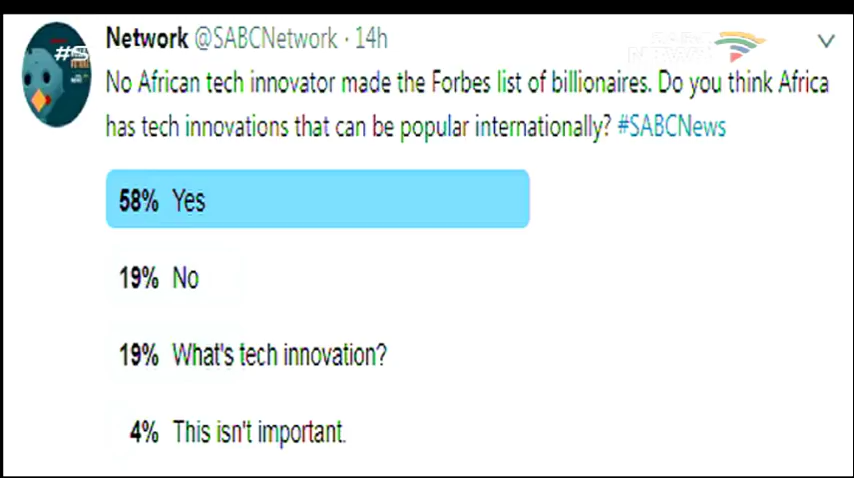 Network @SABCNetwork · 14h
No African tech innovator made the Forbes list of billionaires. Do you think Africa
has tech innovations that can be popular internationally? #SABCNews
58% Yes
19% No
19% What's tech innovation?
4% This isn't important.